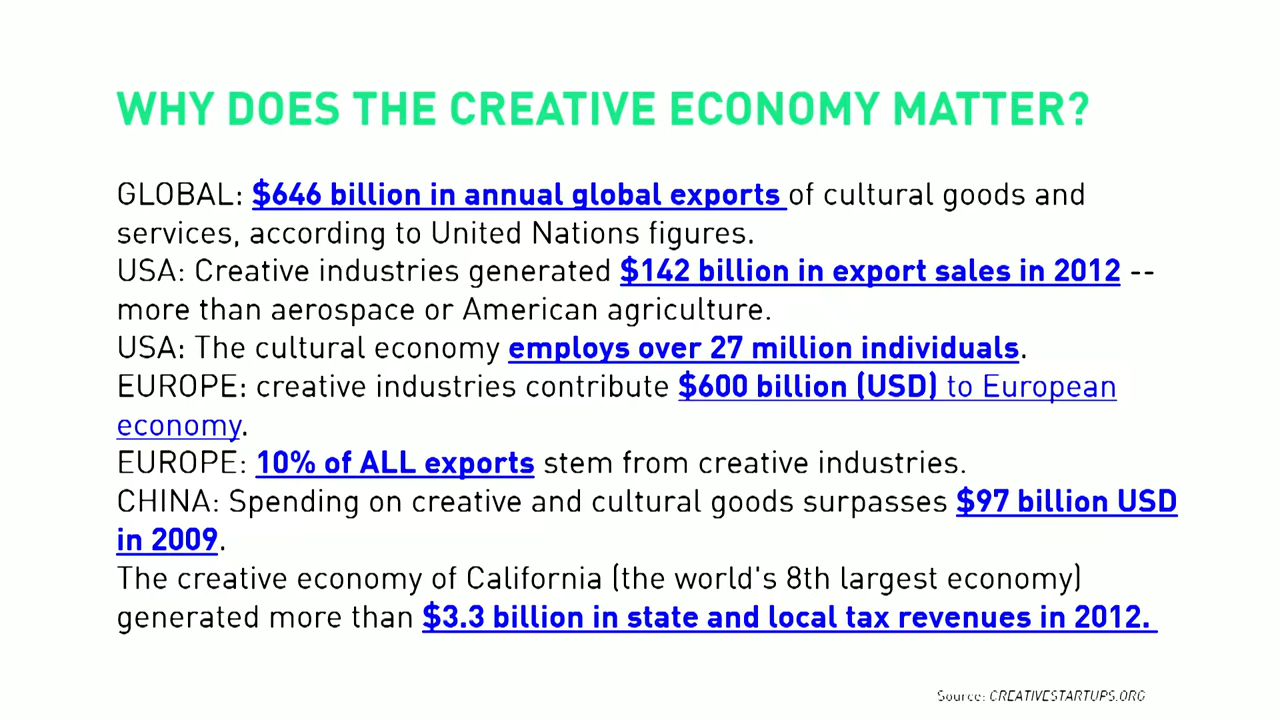 WHY DOES THE CREATIVE ECONOMY MATTER?
GLOBAL: $646 billion in annual global exports of cultural goods and
services, according to United Nations figures.
USA: Creative industries generated $142 billion in export sales in 2012 --
more than aerospace or American agriculture.
USA: The cultural economy employs over 27 million individuals.
EUROPE: creative industries contribute $600 billion (USD) to European
economy.
EUROPE: 10% of ALL exports stem from creative industries.
CHINA: Spending on creative and cultural goods surpasses $97 billion USD
in 2009.
The creative economy of California (the world's 8th largest economy)
generated more than $3.3 billion in state and local tax revenues in 2012.
Source: CREATIVESTARTUPS.ORG